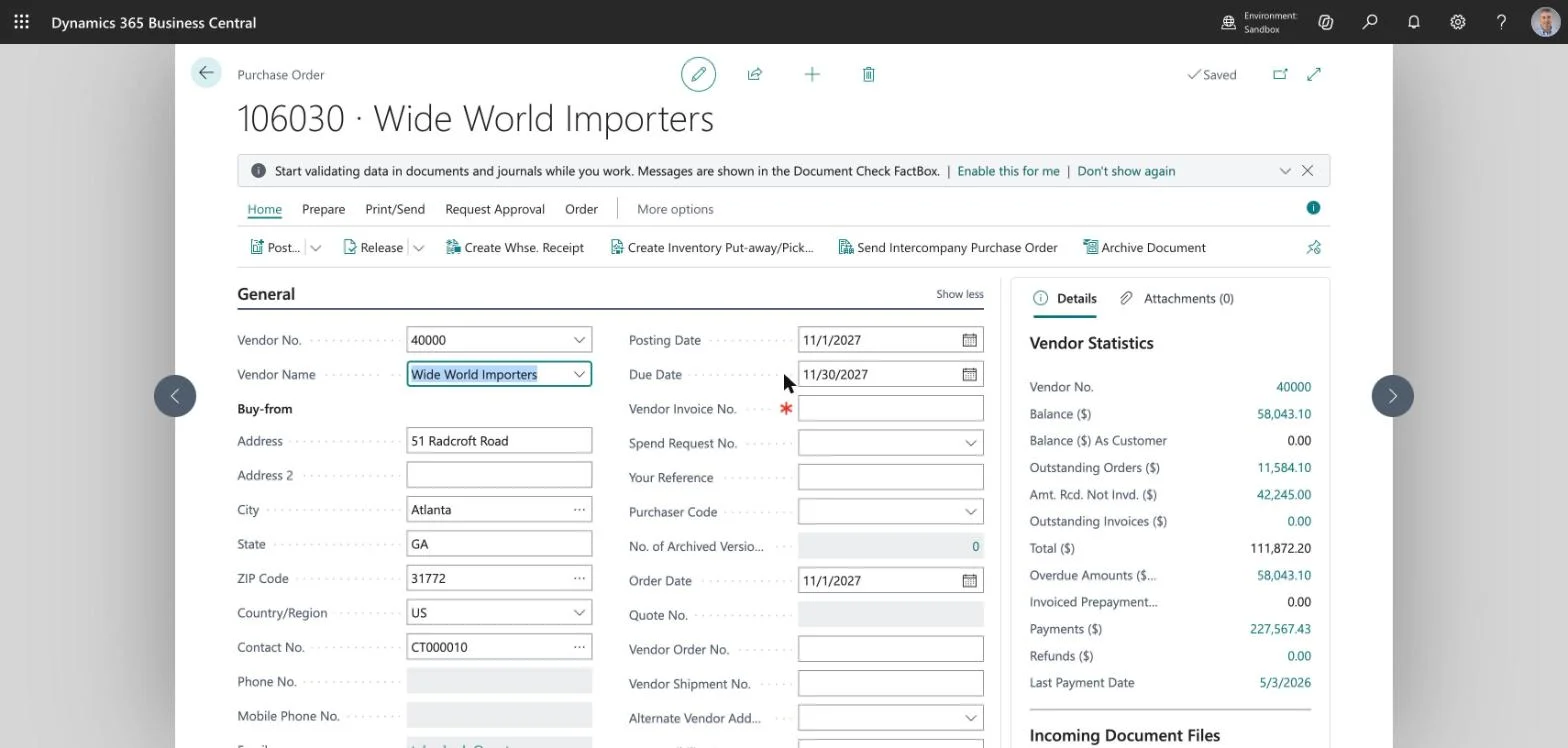 Dynamics 365 Business Central
Environment:
Sandbox
Purchase Order
Saved
106030 · Wide World Importers
Start validating data in documents and journals while you work. Messages are shown in the Document Check FactBox. | Enable this for me | Don't show again
Home Prepare Print/Send Request Approval Order | More options
Post... Release Create Whse. Receipt Create Inventory Put-away/Pick... Send Intercompany Purchase Order Archive Document
General Show less
Vendor No. 40000
Vendor Name Wide World Importers
Buy-from
Address 51 Radcroft Road
Address 2
City Atlanta
State GA
ZIP Code 31772
Country/Region US
Contact No. CT000010
Phone No.
Mobile Phone No.
Posting Date 11/1/2027
Due Date 11/30/2027
Vendor Invoice No. *
Spend Request No.
Your Reference
Purchaser Code
No. of Archived Versio... 0
Order Date 11/1/2027
Quote No.
Vendor Order No.
Vendor Shipment No.
Alternate Vendor Add...
Details Attachments (0)
Vendor Statistics
Vendor No. 40000
Balance ($) 58,043.10
Balance ($) As Customer 0.00
Outstanding Orders ($) 11,584.10
Amt. Rcd. Not Invd. ($) 42,245.00
Outstanding Invoices ($) 0.00
Total ($) 111,872.20
Overdue Amounts ($... 58,043.10
Invoiced Prepayment... 0.00
Payments ($) 227,567.43
Refunds ($) 0.00
Last Payment Date 5/3/2026
Incoming Document Files